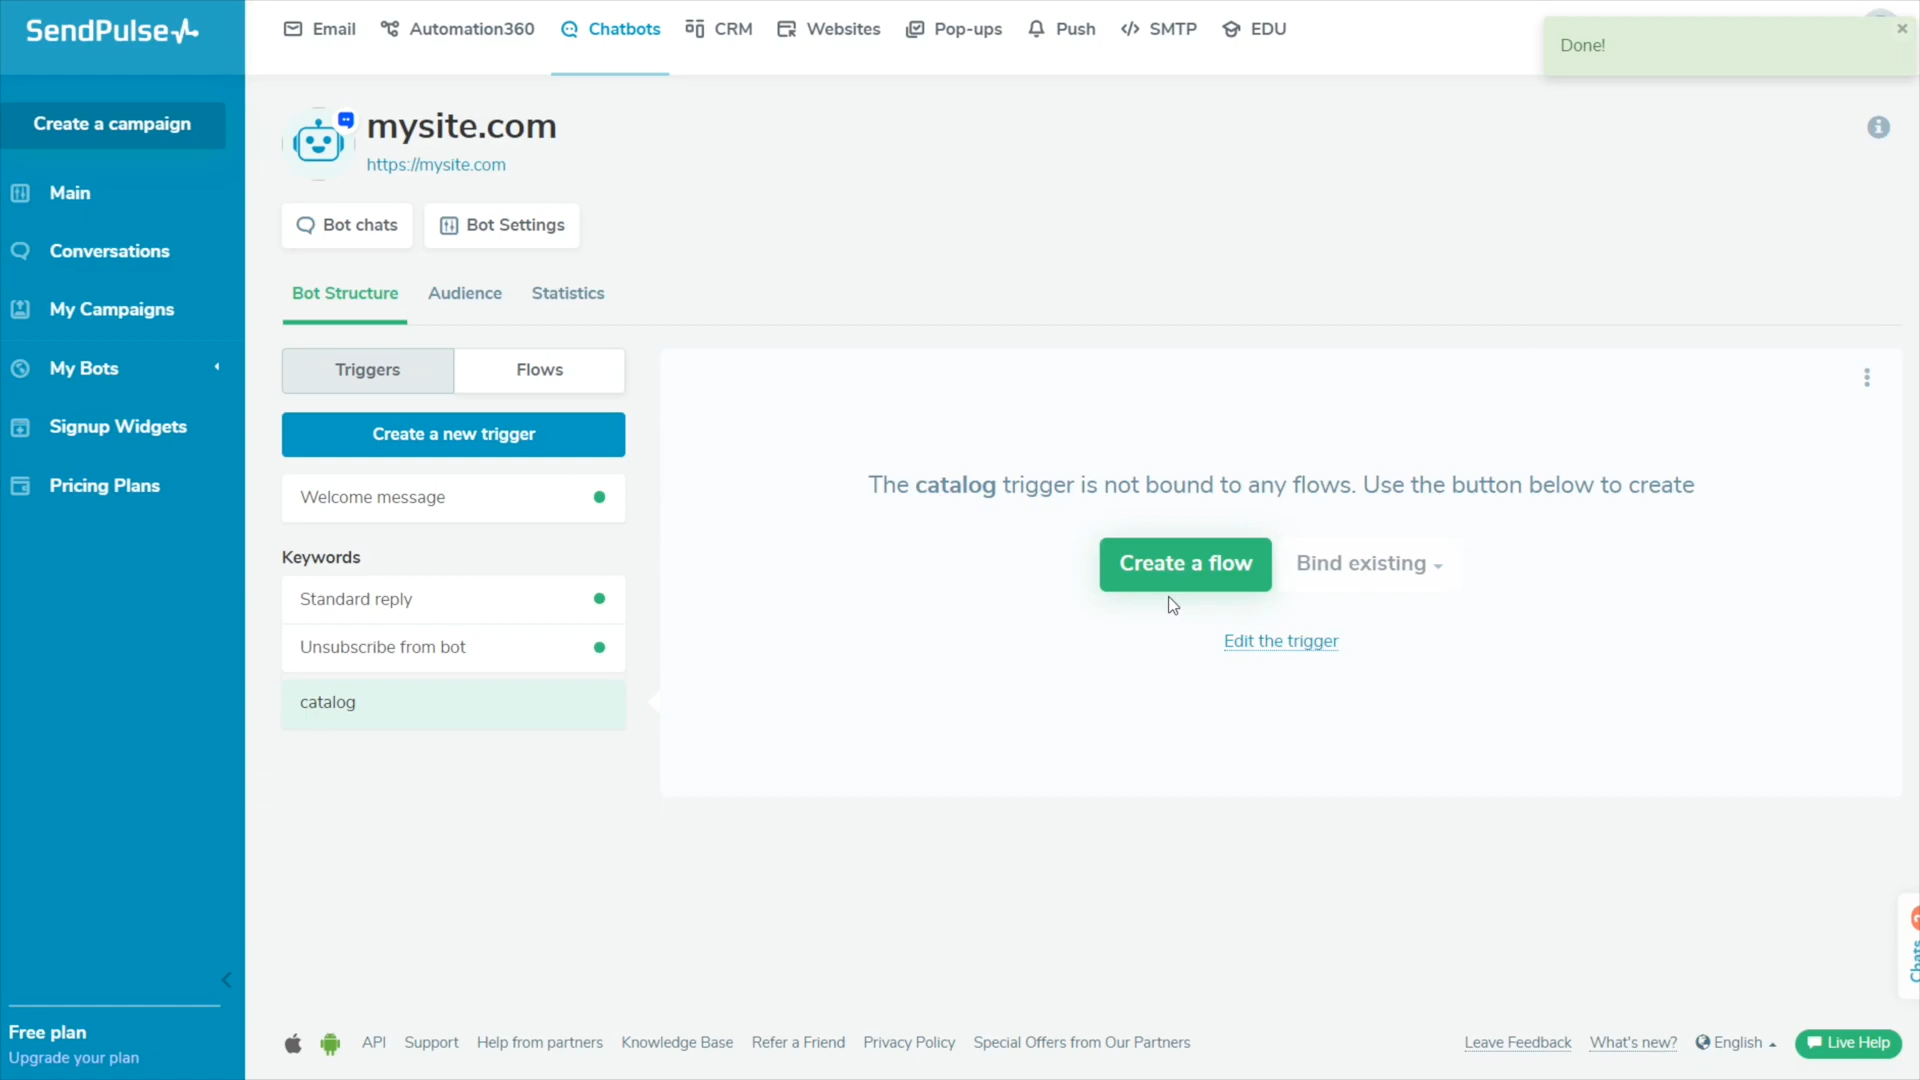 SendPulse
Email
Automation360
Chatbots
CRM
Websites
Pop-ups
Push
SMTP
EDU
Done!
Create a campaign
Main
Conversations
My Campaigns
My Bots
Signup Widgets
Pricing Plans
mysite.com
https://mysite.com
Bot chats
Bot Settings
Bot Structure
Audience
Statistics
Triggers
Flows
Create a new trigger
Welcome message
Keywords
Standard reply
Unsubscribe from bot
catalog
The catalog trigger is not bound to any flows. Use the button below to create
Create a flow
Bind existing
Edit the trigger
Chats
Free plan
Upgrade your plan
API
Support
Help from partners
Knowledge Base
Refer a Friend
Privacy Policy
Special Offers from Our Partners
Leave Feedback
What's new?
English
Live Help